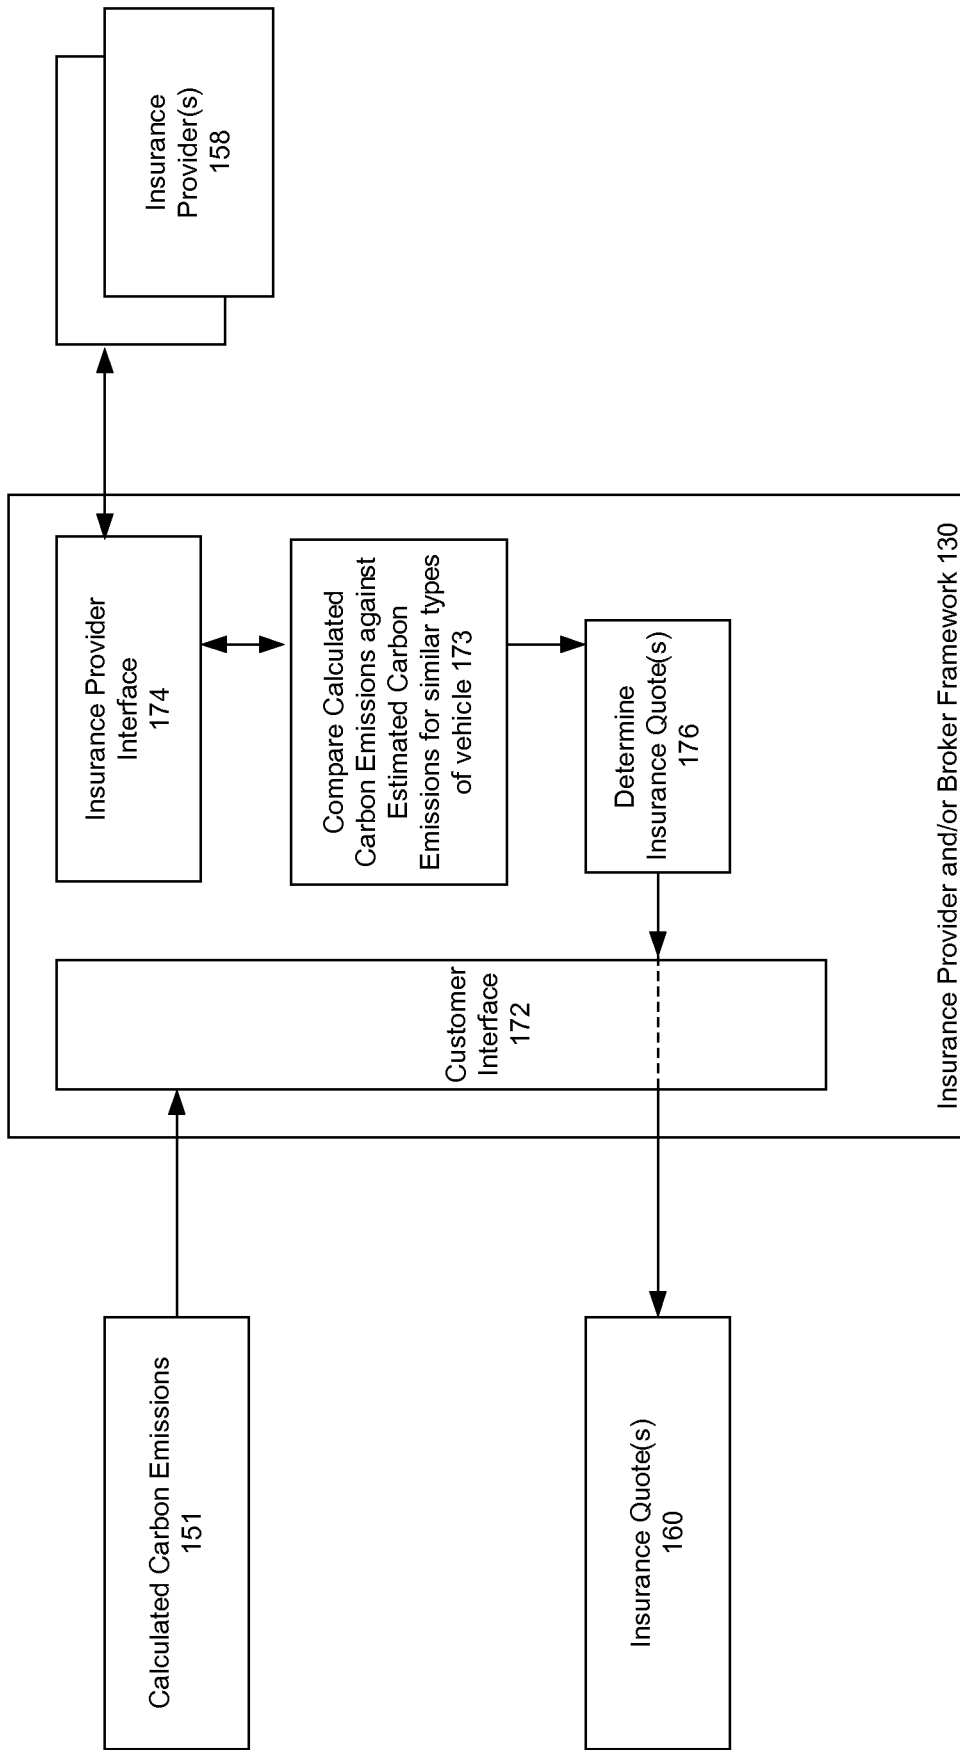 Calculated Carbon Emissions
151
Insurance Quote(s)
160
Customer
Interface
172
Insurance Provider
Interface
174
Compare Calculated
Carbon Emissions against
Estimated Carbon
Emissions for similar types
of vehicle 173
Determine
Insurance Quote(s)
176
Insurance Provider and/or Broker Framework 130
Insurance
Provider(s)
158